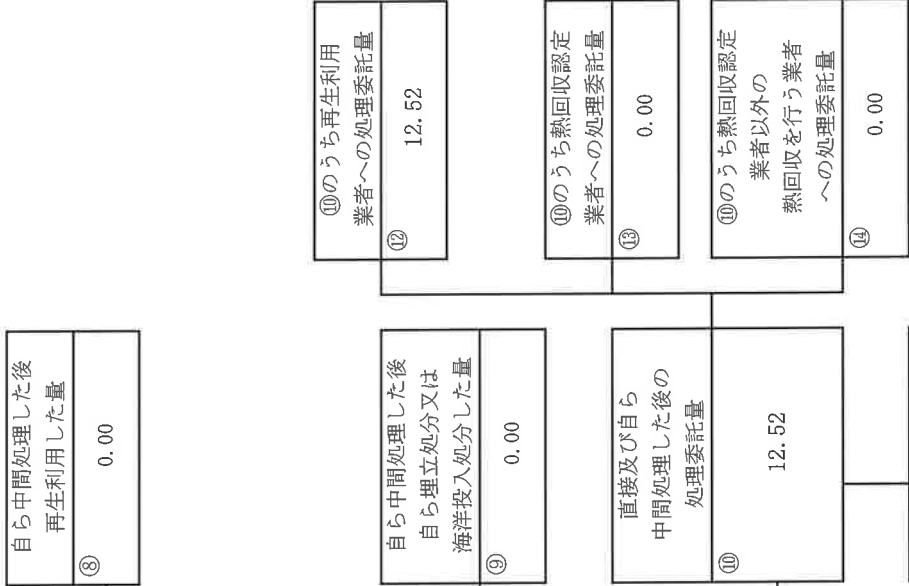 自ら中間処理した後
再生利用した量
⑧
0.00
自ら中間処理した後
自ら埋立処分又は
海洋投入処分した量
⑨
0.00
直接及び自ら
中間処理した後の
処理委託量
⑩
12.52
⑩のうち再生利用
業者への処理委託量
⑫
12.52
⑩のうち熱回収認定
業者への処理委託量
⑬
0.00
⑩のうち熱回収認定
業者以外の
熱回収を行う業者
への処理委託量
⑭
0.00